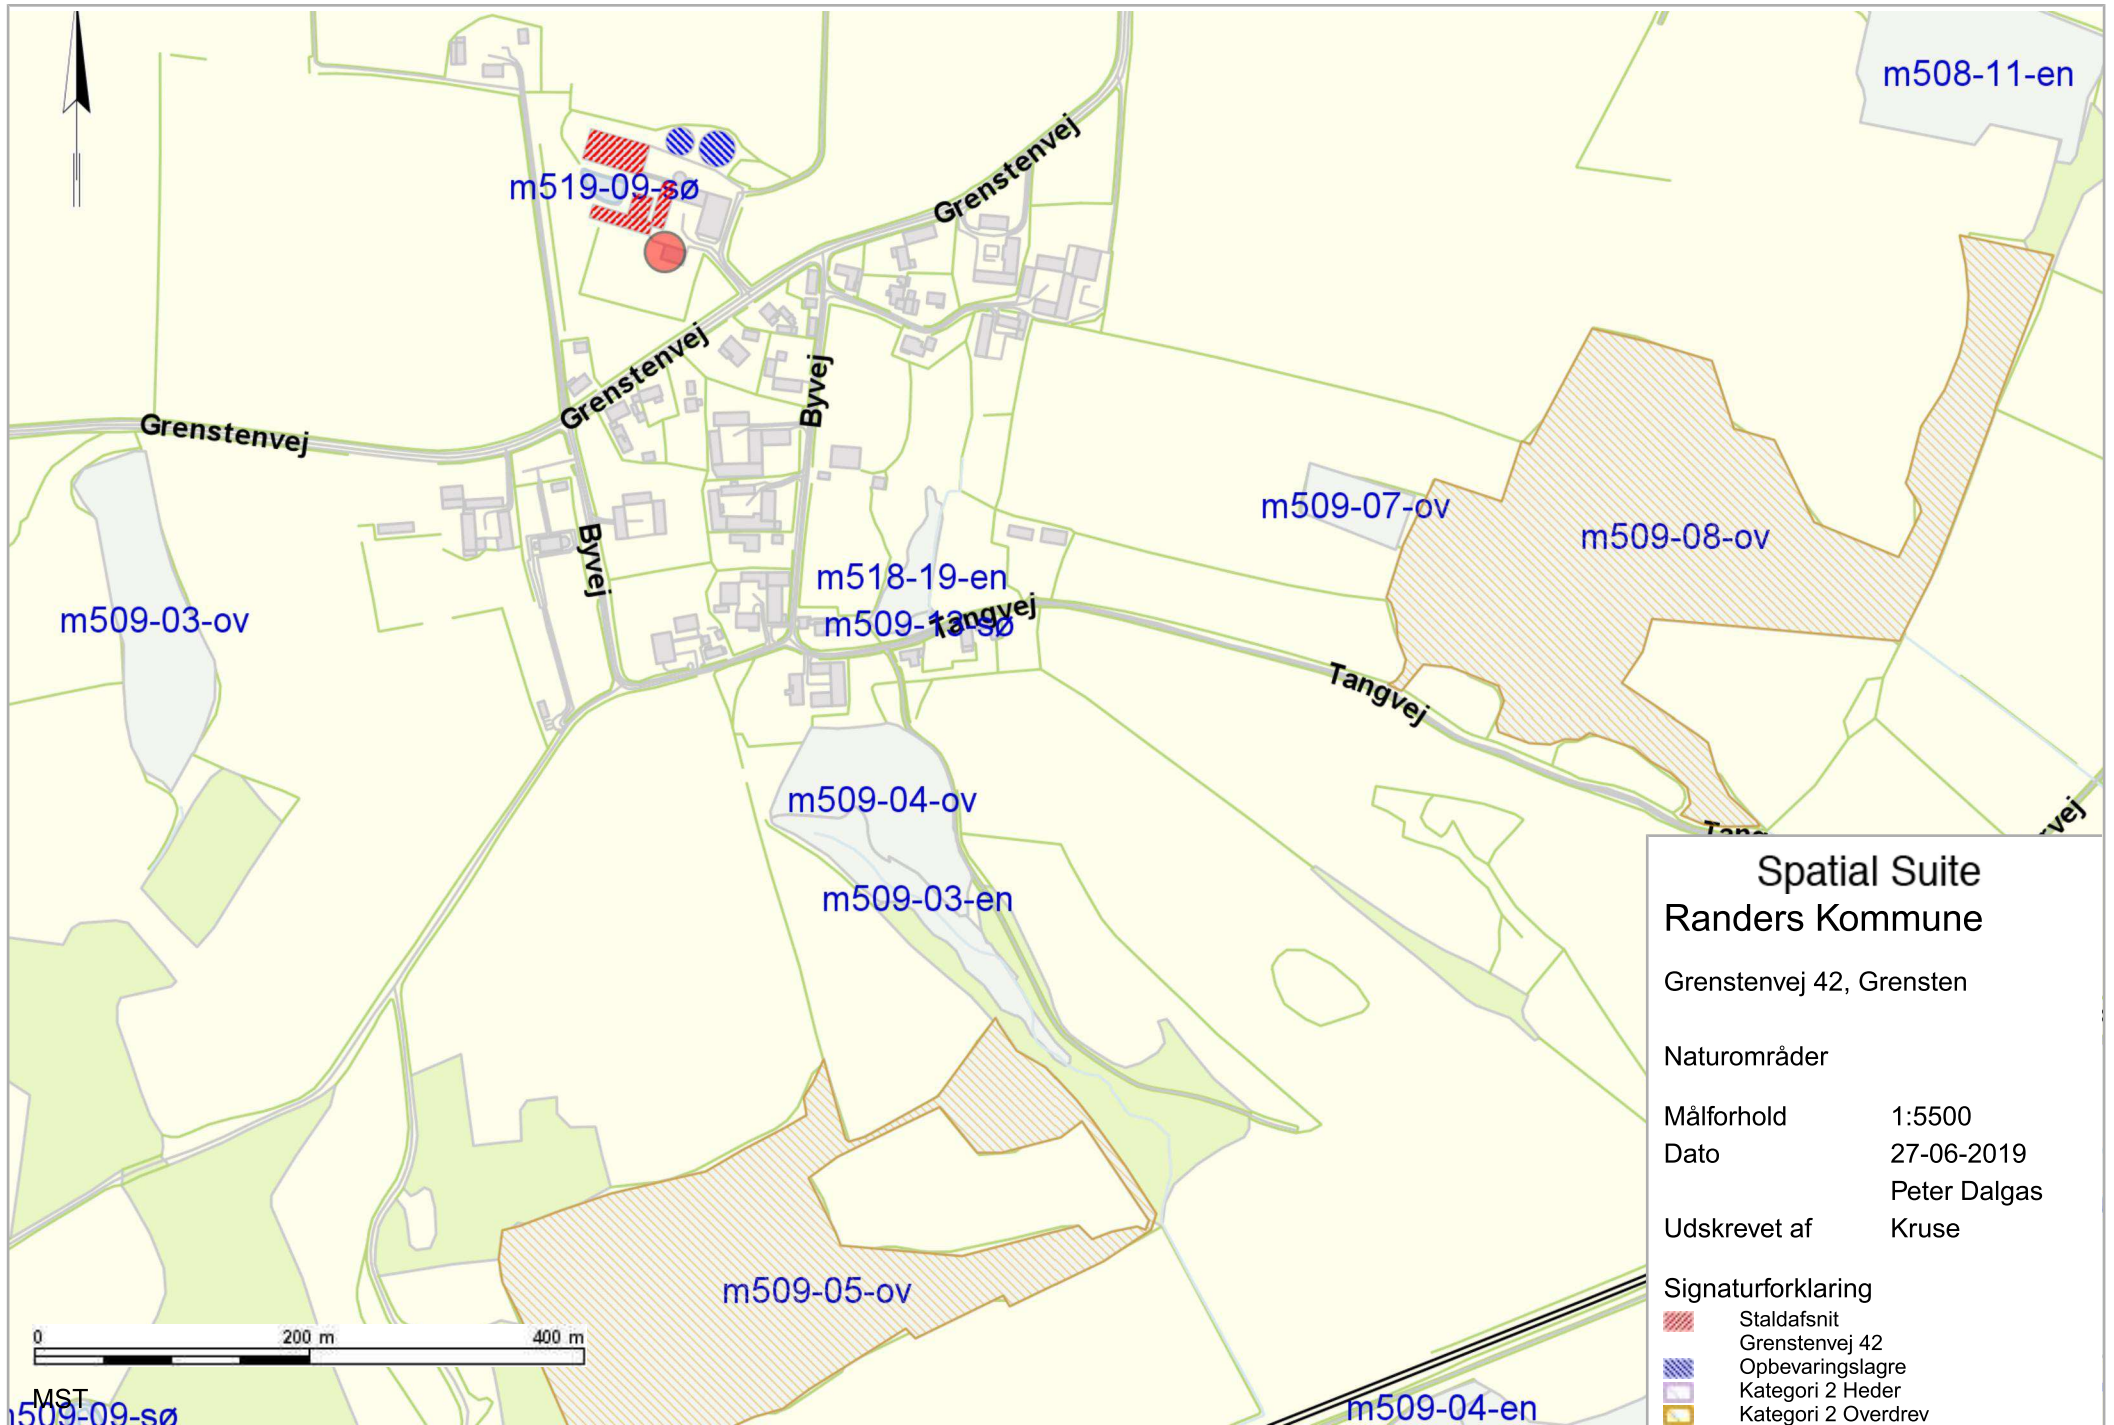 m508-11-en
Grenstenvej
m519-09-sø
Grenstenvej
Byvej
Grenstenvej
m509-07-ov
m509-08-ov
Byvej
m518-19-en
m509-03-ov
m509-13-sø
Tangvej
Tangvej
m509-04-ov
m509-03-en
m509-05-ov
0 200 m 400 m
MST
m509-04-en
Spatial Suite
Randers Kommune
Grenstenvej 42, Grensten
Naturområder
Målforhold 1:5500
Dato 27-06-2019
Peter Dalgas
Udskrevet af Kruse
Signaturforklaring
Staldafsnit
Grenstenvej 42
Opbevaringslagre
Kategori 2 Heder
Kategori 2 Overdrev